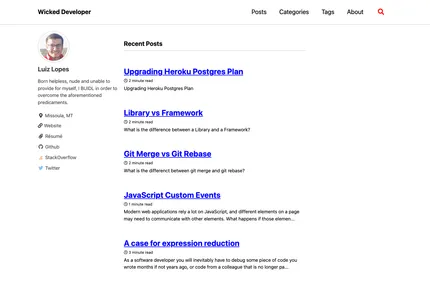 Wicked Developer
Posts Categories Tags About
Luiz Lopes
Born helpless, nude and unable to
provide for myself, I BUIDL in order to
overcome the aforementioned
predicaments.
Missoula, MT
Website
Résumé
Github
StackOverflow
Twitter
Recent Posts
Upgrading Heroku Postgres Plan
2 minute read
Upgrading Heroku Postgres Plan
Library vs Framework
2 minute read
What is the difference between a Library and a Framework?
Git Merge vs Git Rebase
2 minute read
What is the differenct between git merge and git rebase?
JavaScript Custom Events
1 minute read
Modern web applications rely a lot on JavaScript, and different elements on a page
may need to communicate with other elements. What happens if those elemen...
A case for expression reduction
3 minute read
As a software developer you will inevitably have to debug some piece of code you
wrote months if not years ago, or code from a colleague that is no longer pa...